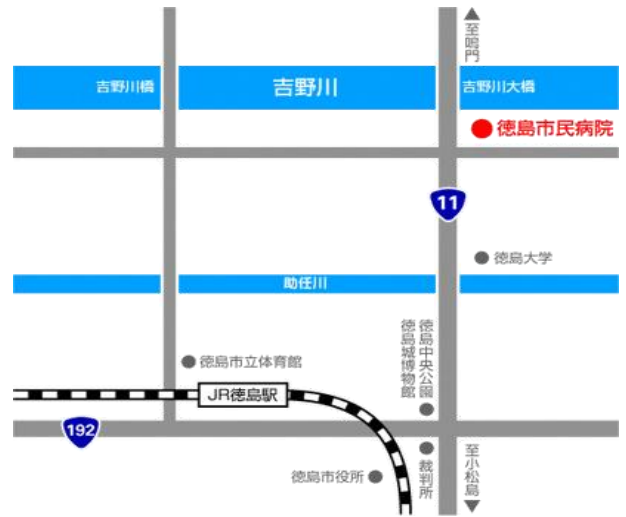 至鳴門
吉野川橋
吉野川
吉野川大橋
徳島市民病院
11
徳島大学
助任川
徳島中央公園
徳島城博物館
徳島市立体育館
JR徳島駅
192
徳島市役所
裁判所
至小松島